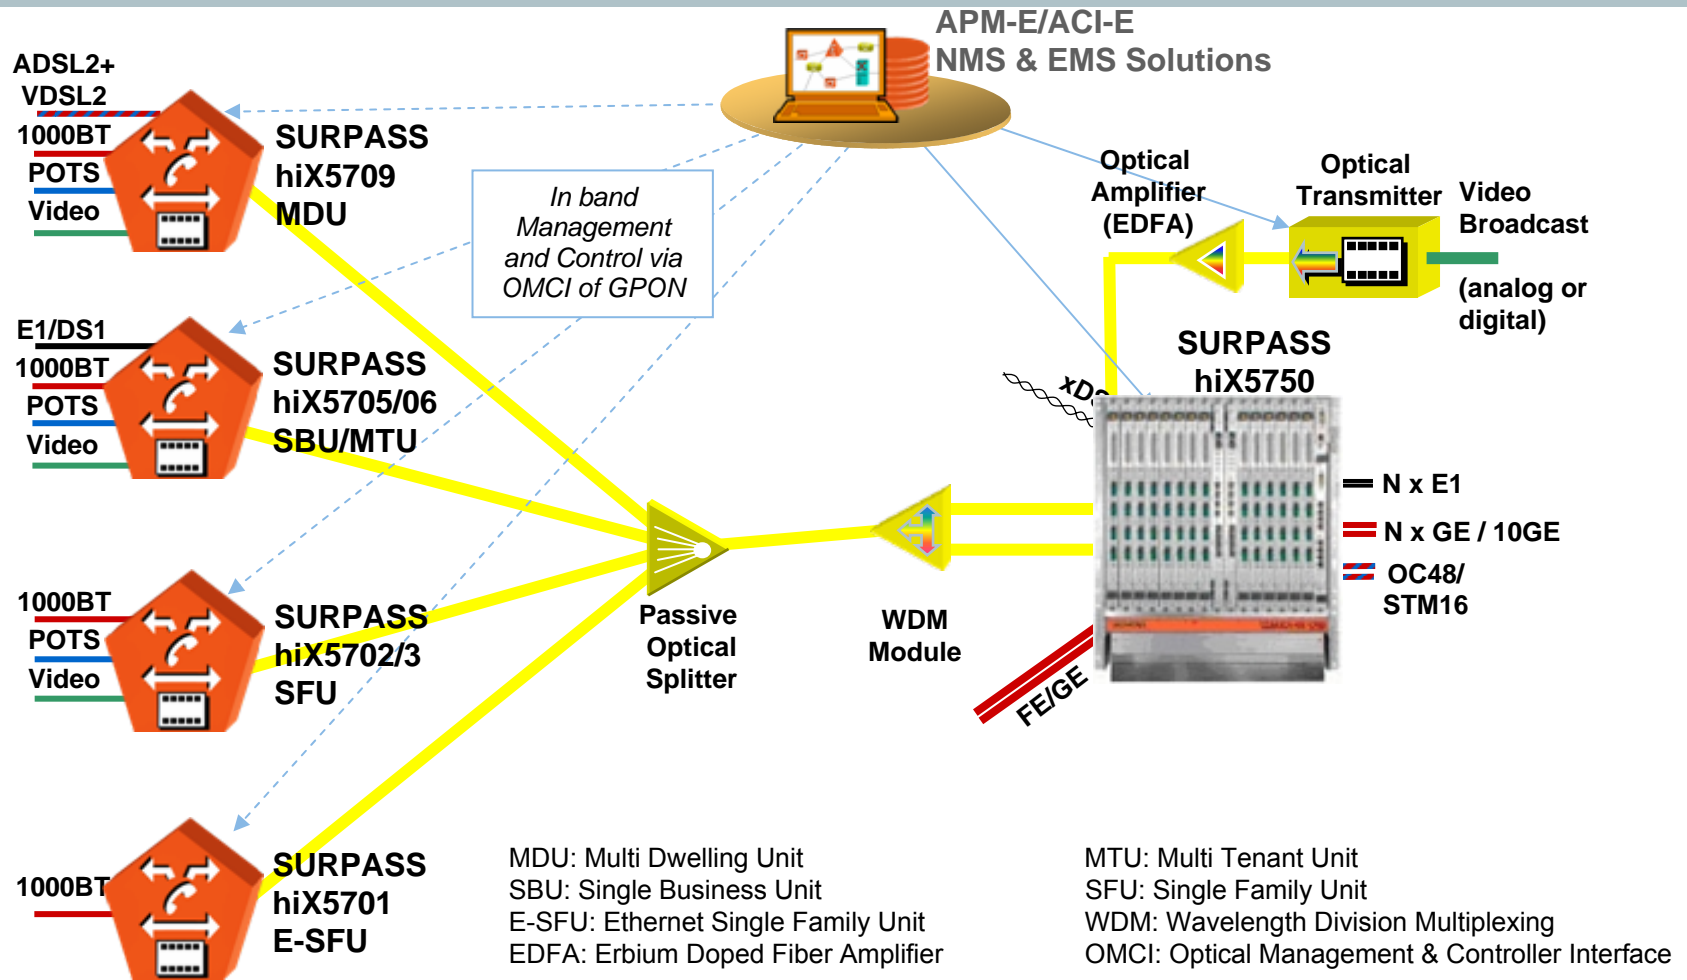 APM-E/ACI-E
NMS & EMS Solutions
ADSL2+
VDSL2
1000BT
POTS
Video
SURPASS
hiX5709
MDU
In band
Management
and Control via
OMCI of GPON
Optical
Amplifier
(EDFA)
Optical
Transmitter
Video
Broadcast
(analog or
digital)
E1/DS1
1000BT
POTS
Video
SURPASS
hiX5705/06
SBU/MTU
SURPASS
hiX5750
N x E1
N x GE / 10GE
OC48/
STM16
FE/GE
1000BT
POTS
Video
SURPASS
hiX5702/3
SFU
Passive
Optical
Splitter
WDM
Module
1000BT
SURPASS
hiX5701
E-SFU
MDU: Multi Dwelling Unit
SBU: Single Business Unit
E-SFU: Ethernet Single Family Unit
EDFA: Erbium Doped Fiber Amplifier
MTU: Multi Tenant Unit
SFU: Single Family Unit
WDM: Wavelength Division Multiplexing
OMCI: Optical Management & Controller Interface